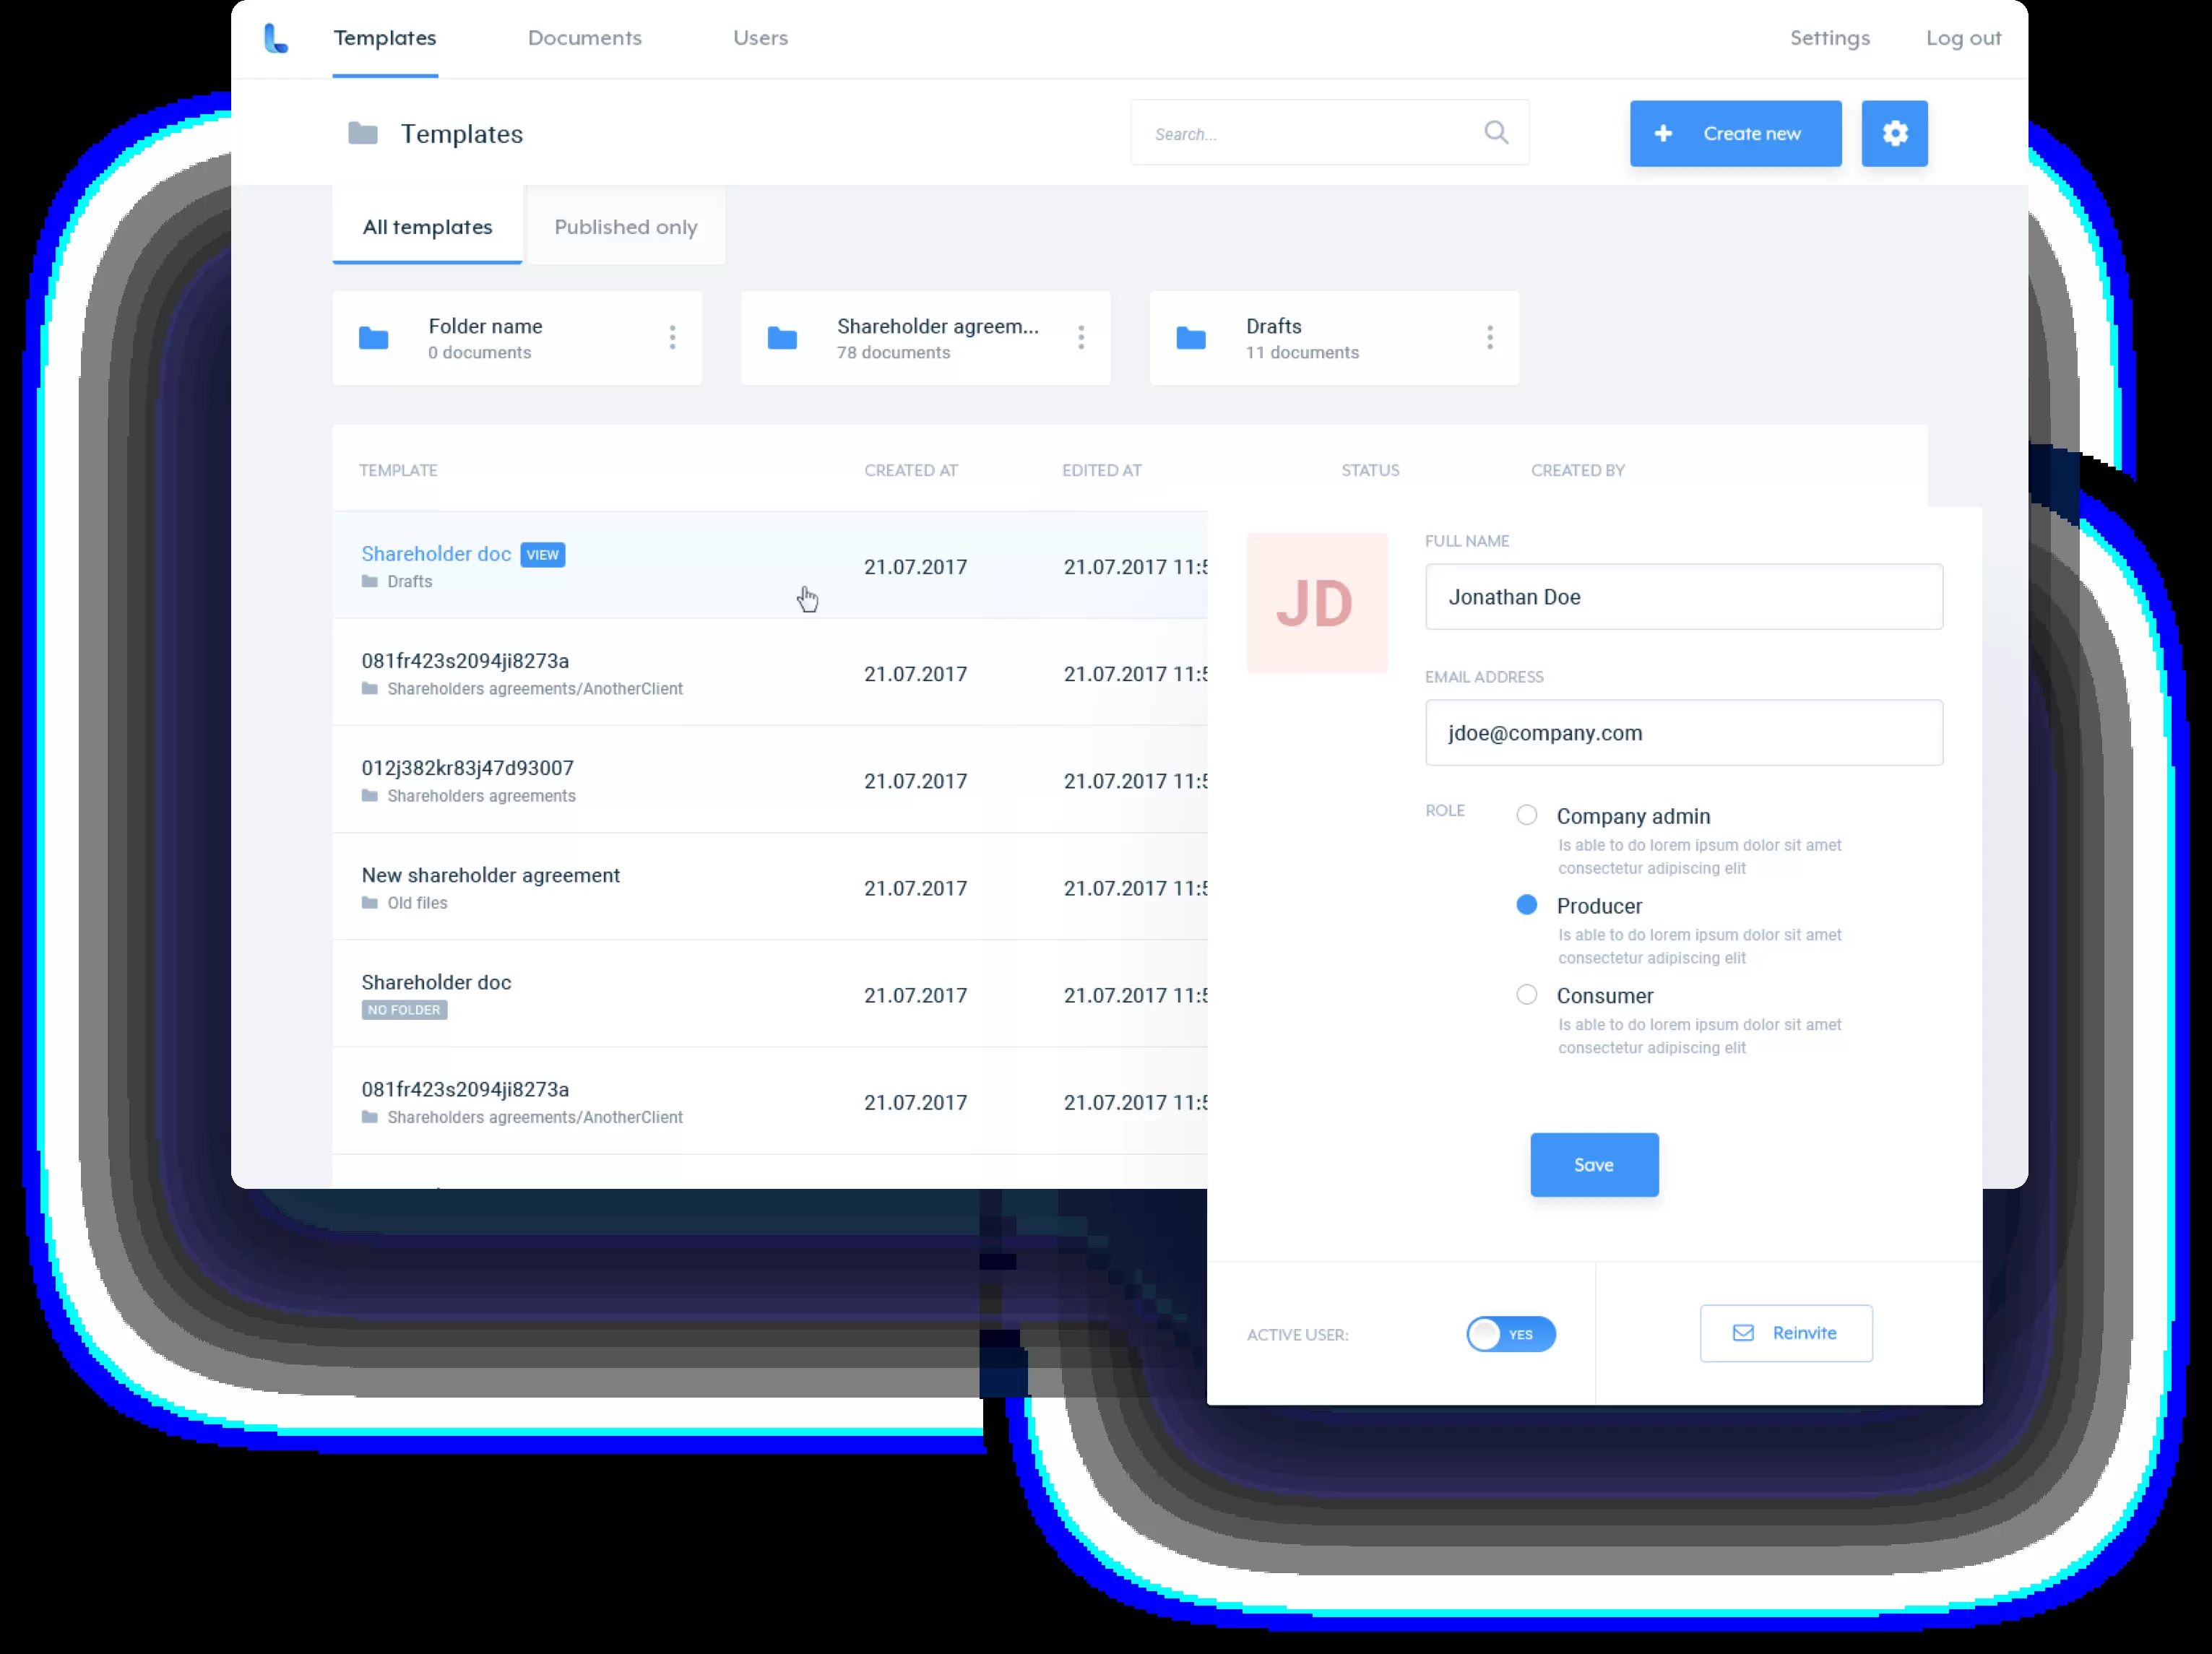 Templates
Documents
Users
Settings
Log out
Templates
Search...
Create new
All templates
Published only
Folder name
0 documents
Shareholder agreem...
78 documents
Drafts
11 documents
TEMPLATE
CREATED AT
EDITED AT
STATUS
CREATED BY
Shareholder doc VIEW
Drafts
21.07.2017
21.07.2017 11:5
081fr423s2094ji8273a
Shareholders agreements/AnotherClient
21.07.2017
21.07.2017 11:5
012j382kr83j47d93007
Shareholders agreements
21.07.2017
21.07.2017 11:5
New shareholder agreement
Old files
21.07.2017
21.07.2017 11:5
Shareholder doc
NO FOLDER
21.07.2017
21.07.2017 11:5
081fr423s2094ji8273a
Shareholders agreements/AnotherClient
21.07.2017
21.07.2017 11:5
JD
FULL NAME
Jonathan Doe
EMAIL ADDRESS
jdoe@company.com
ROLE
Company admin
Is able to do lorem ipsum dolor sit amet
consectetur adipiscing elit
Producer
Is able to do lorem ipsum dolor sit amet
consectetur adipiscing elit
Consumer
Is able to do lorem ipsum dolor sit amet
consectetur adipiscing elit
Save
ACTIVE USER:
YES
Reinvite